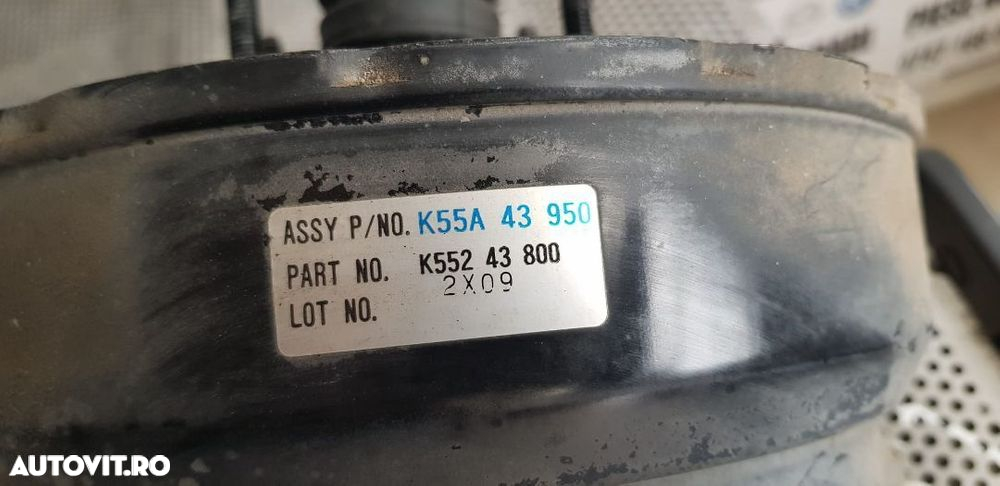 ASSY P/NO. K55A 43 950
PART NO. K552 43 800
LOT NO. 2X09
AUTOVIT.RO